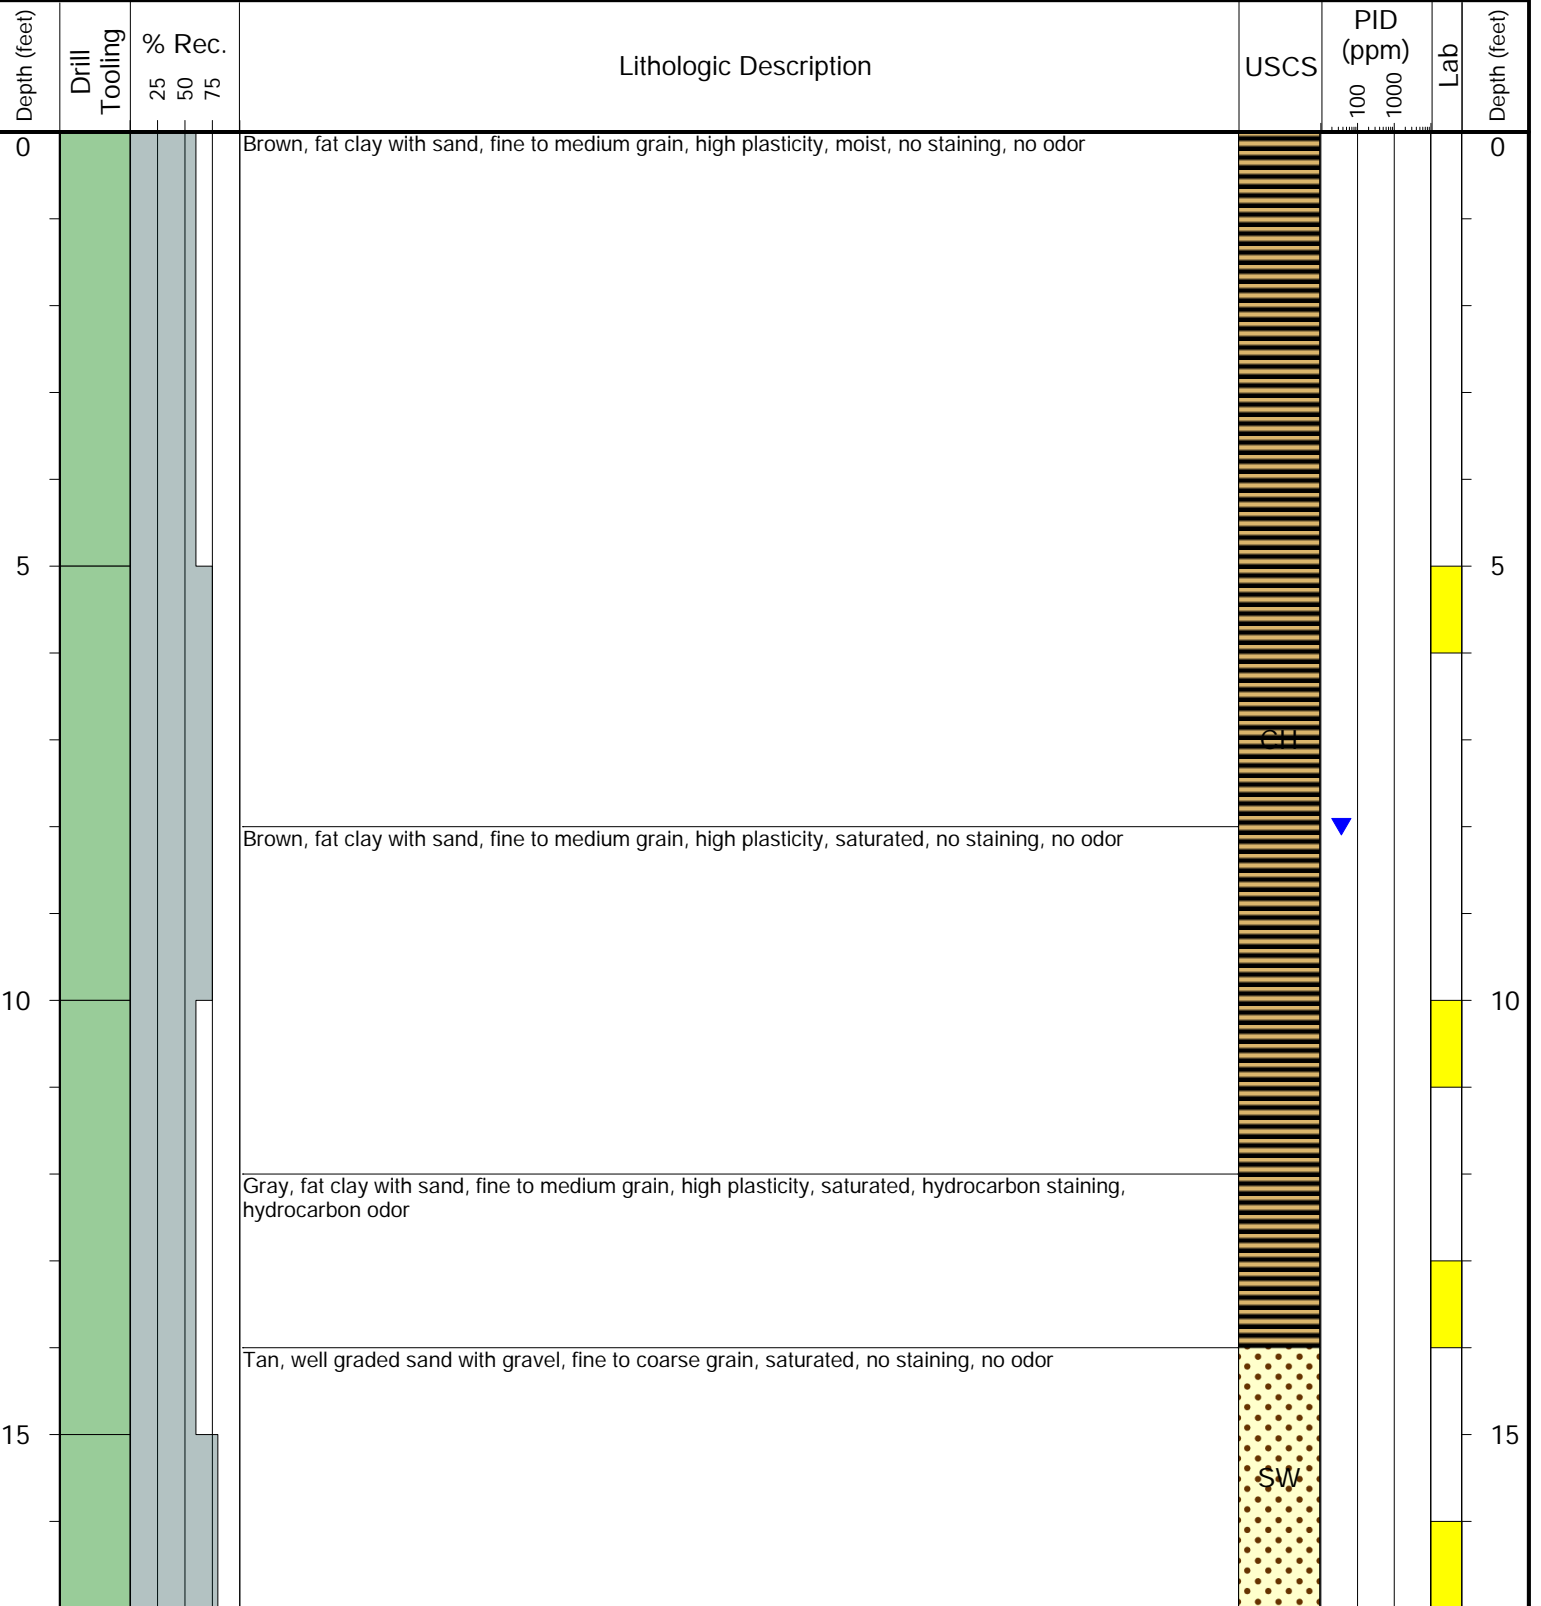 Depth (feet)
Drill
Tooling
% Rec.
25
50
75
Lithologic Description
USCS
PID
(ppm)
100
1000
Lab
Depth (feet)
0
Brown, fat clay with sand, fine to medium grain, high plasticity, moist, no staining, no odor
0
5
5
CH
Brown, fat clay with sand, fine to medium grain, high plasticity, saturated, no staining, no odor
10
10
Gray, fat clay with sand, fine to medium grain, high plasticity, saturated, hydrocarbon staining,
hydrocarbon odor
Tan, well graded sand with gravel, fine to coarse grain, saturated, no staining, no odor
15
15
SW